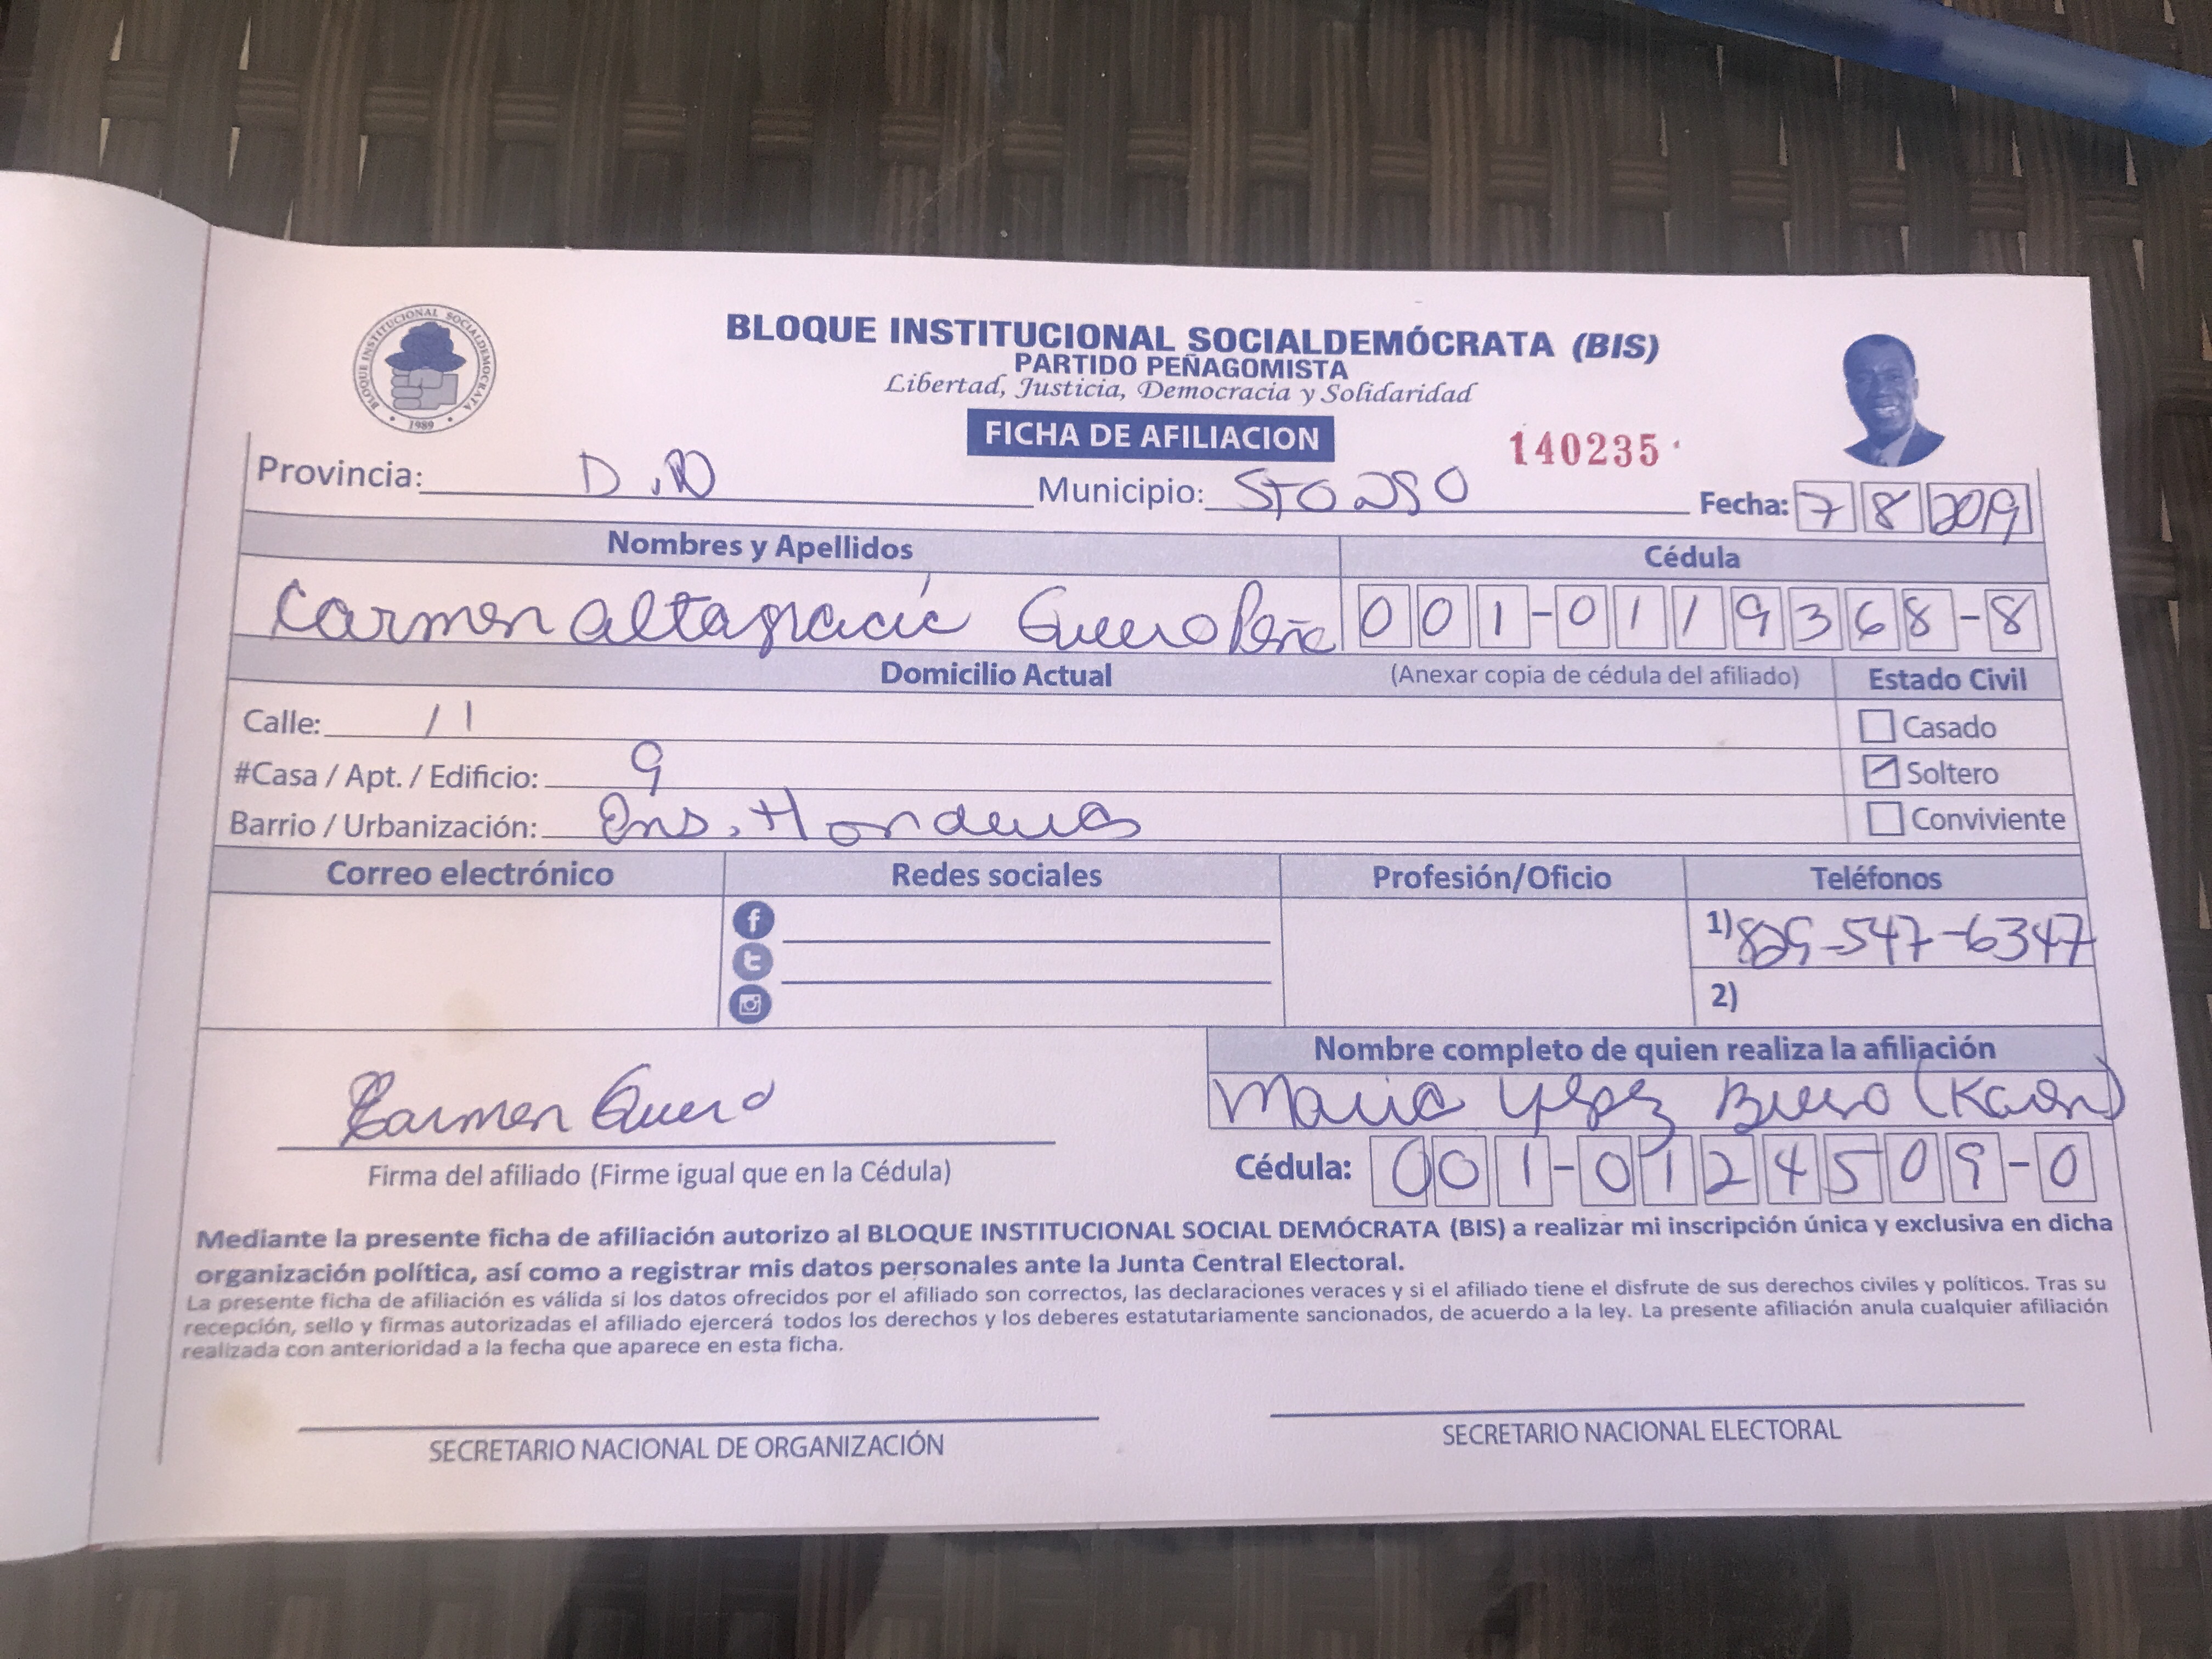 BLOQUE INSTITUCIONAL SOCIALDEMÓCRATA
1989
BLOQUE INSTITUCIONAL SOCIALDEMÓCRATA (BIS)
PARTIDO PEÑAGOMISTA
Libertad, Justicia, Democracia y Solidaridad
FICHA DE AFILIACION
140235
Provincia: D.N Municipio: STO DGO Fecha: 7 8 2019
Nombres y Apellidos Cédula
Carmen altagracia Guero Peña 001-0119368-8
Domicilio Actual (Anexar copia de cédula del afiliado) Estado Civil
Calle: 11 Casado
#Casa / Apt. / Edificio: 9 Soltero
Barrio / Urbanización: Ens. Honduras Conviviente
Correo electrónico Redes sociales Profesión/Oficio Teléfonos
1) 829-547-6347
2)
Nombre completo de quien realiza la afiliación
Carmen Guero
Maria Yepez (Karen)
Firma del afiliado (Firme igual que en la Cédula) Cédula: 001-0124509-0
Mediante la presente ficha de afiliación autorizo al BLOQUE INSTITUCIONAL SOCIAL DEMÓCRATA (BIS) a realizar mi inscripción única y exclusiva en dicha
organización política, así como a registrar mis datos personales ante la Junta Central Electoral.
La presente ficha de afiliación es válida si los datos ofrecidos por el afiliado son correctos, las declaraciones veraces y si el afiliado tiene el disfrute de sus derechos civiles y políticos. Tras su
recepción, sello y firmas autorizadas el afiliado ejercerá todos los derechos y los deberes estatutariamente sancionados, de acuerdo a la ley. La presente afiliación anula cualquier afiliación
realizada con anterioridad a la fecha que aparece en esta ficha.
SECRETARIO NACIONAL DE ORGANIZACIÓN SECRETARIO NACIONAL ELECTORAL